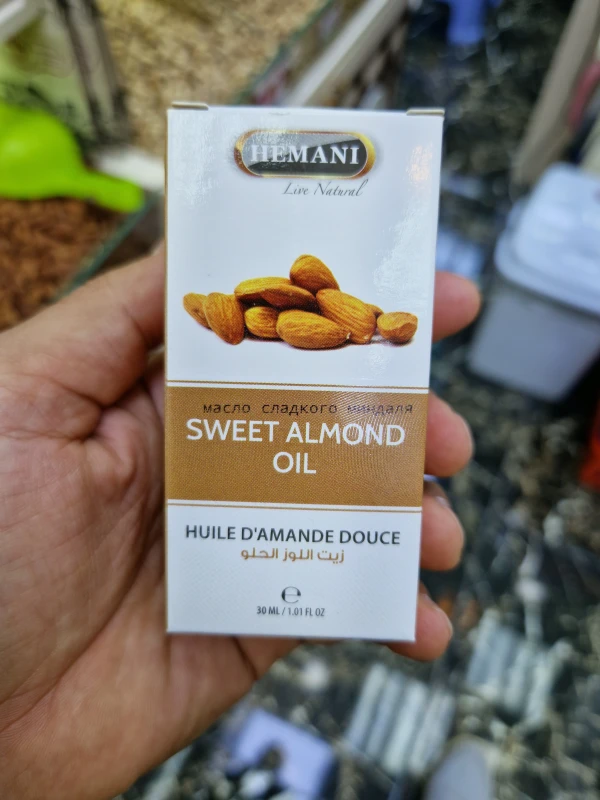 HEMANI
Live Natural
масло сладкого миндаля
SWEET ALMOND
OIL
HUILE D'AMANDE DOUCE
زيت اللوز الحلو
℮
30 ML / 1.01 FL OZ